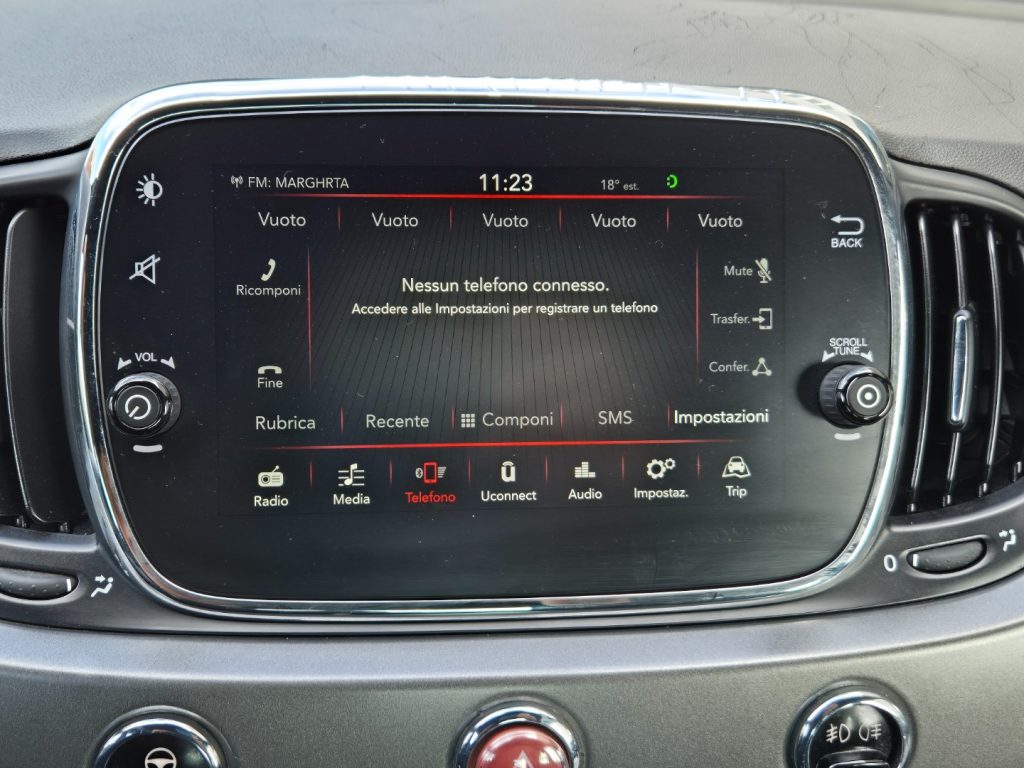 FM: MARGHRTA 11:23 18° est.
Vuoto Vuoto Vuoto Vuoto Vuoto
BACK
Ricomponi
Nessun telefono connesso.
Accedere alle Impostazioni per registrare un telefono
Mute
Trasfer.
VOL
SCROLL
TUNE
Fine
Confer.
Rubrica Recente Componi SMS Impostazioni
Radio Media Telefono Uconnect Audio Impostaz. Trip
0